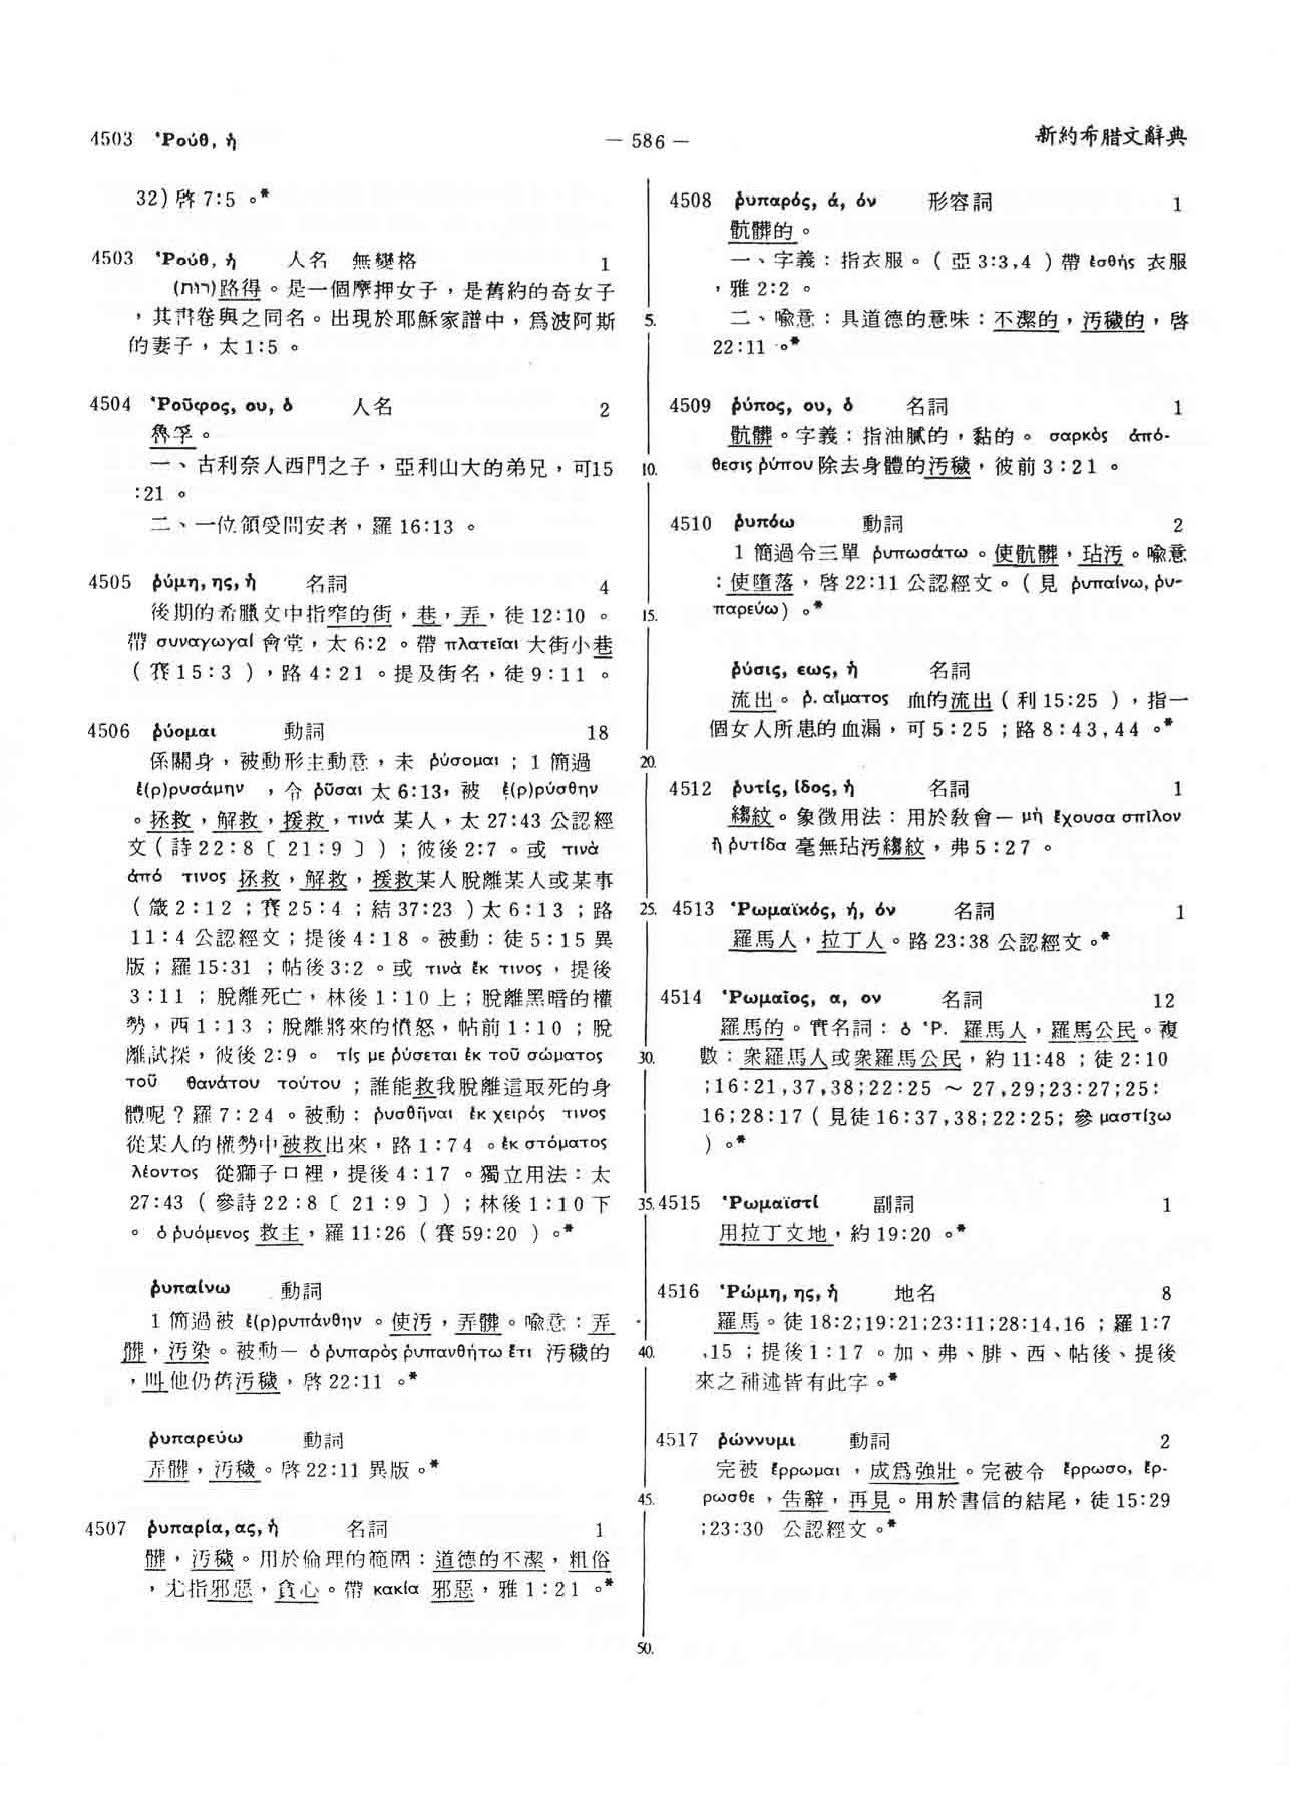 4503 Ῥούθ, ἡ
— 586 —
新約希腊文辭典
32) 啓 7:5 。*
4503 Ῥούθ, ἡ 人名 無變格 1
(רות) 路得。是一個摩押女子，是舊約的奇女子
，其書卷與之同名。出現於耶穌家譜中，爲波阿斯
的妻子，太 1:5 。
4504 Ῥοῦφος, ου, ὁ 人名 2
魯孚。
一、古利奈人西門之子，亞利山大的弟兄，可15
:21 。
二、一位領受問安者，羅 16:13 。
4505 ῥύμη, ης, ἡ 名詞 4
後期的希臘文中指窄的街，巷，弄，徒 12:10 。
帶 συναγωγαί 會堂，太 6:2 。帶 πλατεῖαι 大街小巷
（賽 15:3 ），路 4:21 。提及街名，徒 9:11 。
4506 ῥύομαι 動詞 18
係關身，被動形主動意，未 ῥύσομαι ；1 簡過
ἐ(ρ)ρυσάμην ，令 ῥῦσαι 太 6:13，被 ἐ(ρ)ρύσθην
。拯救，解救，援救，τινά 某人，太 27:43 公認經
文（詩 22:8〔 21:9 〕）；彼後 2:7 。或 τινὰ
ἀπό τινος 拯救，解救，援救某人脫離某人或某事
（箴 2:12 ；賽 25:4 ；結 37:23 ）太 6:13 ；路
11:4 公認經文；提後 4:18 。被動：徒 5:15 異
版；羅 15:31 ；帖後 3:2 。或 τινὰ ἐκ τινος ，提後
3:11 ；脫離死亡，林後 1:10 上；脫離黑暗的權
勢，西 1:13 ；脫離將來的憤怒，帖前 1:10 ；脫
離試探，彼後 2:9 。 τίς με ῥύσεται ἐκ τοῦ σώματος
τοῦ θανάτου τούτου ；誰能救我脫離這取死的身
體呢？羅 7:24 。被動： ῥυσθῆναι ἐκ χειρός τινος
從某人的權勢中被救出來，路 1:74 。ἐκ στόματος
λέοντος 從獅子口裡，提後 4:17 。獨立用法：太
27:43 （參詩 22:8〔 21:9 〕）；林後 1:10 下
。 ὁ ῥυόμενος 救主，羅 11:26 （賽 59:20 ）。*
ῥυπαίνω 動詞
1 簡過被 ἐ(ρ)ρυπάνθην 。使污，弄髒。喩意：弄
髒，污染。被動— ὁ ῥυπαρὸς ῥυπανθήτω ἔτι 污穢的
，叫他仍舊污穢，啓 22:11 。*
ῥυπαρεύω 動詞
弄髒，污穢。啓 22:11 異版。*
4507 ῥυπαρία, ας, ἡ 名詞 1
髒，污穢。用於倫理的範圍：道德的不潔，粗俗
，尤指邪惡，貪心。帶 κακία 邪惡，雅 1:21 。*
5.
10.
15.
20.
25.
30.
35.
40.
45.
50.
4508 ῥυπαρός, ά, όν 形容詞 1
骯髒的。
一、字義：指衣服。（亞 3:3,4 ）帶 ἐσθής 衣服
，雅 2:2 。
二、喩意：具道德的意味：不潔的，污穢的，啓
22:11 。*
4509 ῥύπος, ου, ὁ 名詞 1
骯髒。字義：指油膩的，黏的。 σαρκὸς ἀπό-
θεσις ῥύπου 除去身體的污穢，彼前 3:21 。
4510 ῥυπόω 動詞 2
1 簡過令三單 ῥυπωσάτω 。使骯髒，玷污。喩意
：使墮落，啓 22:11 公認經文。（見 ῥυπαίνω, ῥυ-
παρεύω）。*
ῥύσις, εως, ἡ 名詞
流出。 ῥ. αἵματος 血的流出（利 15:25 ），指一
個女人所患的血漏，可 5:25 ；路 8:43,44 。*
4512 ῥυτίς, ίδος, ἡ 名詞 1
縐紋。象徵用法：用於教會— μὴ ἔχουσα σπίλον
ἢ ῥυτίδα 毫無玷污縐紋，弗 5:27 。
4513 Ῥωμαϊκός, ή, όν 名詞 1
羅馬人，拉丁人。路 23:38 公認經文。*
4514 Ῥωμαῖος, α, ον 名詞 12
羅馬的。實名詞： ὁ Ῥ. 羅馬人，羅馬公民。複
數：衆羅馬人或衆羅馬公民，約 11:48 ；徒 2:10
;16:21,37,38;22:25 ～ 27,29;23:27;25:
16;28:17（見徒 16:37,38;22:25; 參 μαστίζω
）。*
4515 Ῥωμαϊστί 副詞 1
用拉丁文地，約 19:20 。*
4516 Ῥώμη, ης, ἡ 地名 8
羅馬。徒 18:2;19:21;23:11;28:14,16 ；羅 1:7
,15 ；提後 1:17 。加、弗、腓、西、帖後、提後
來之補述皆有此字。*
4517 ῥώννυμι 動詞 2
完被 ἔρρωμαι ，成爲強壯。完被令 ἔρρωσο, ἔρ-
ρωσθε ，告辭，再見。用於書信的結尾，徒 15:29
;23:30 公認經文。*